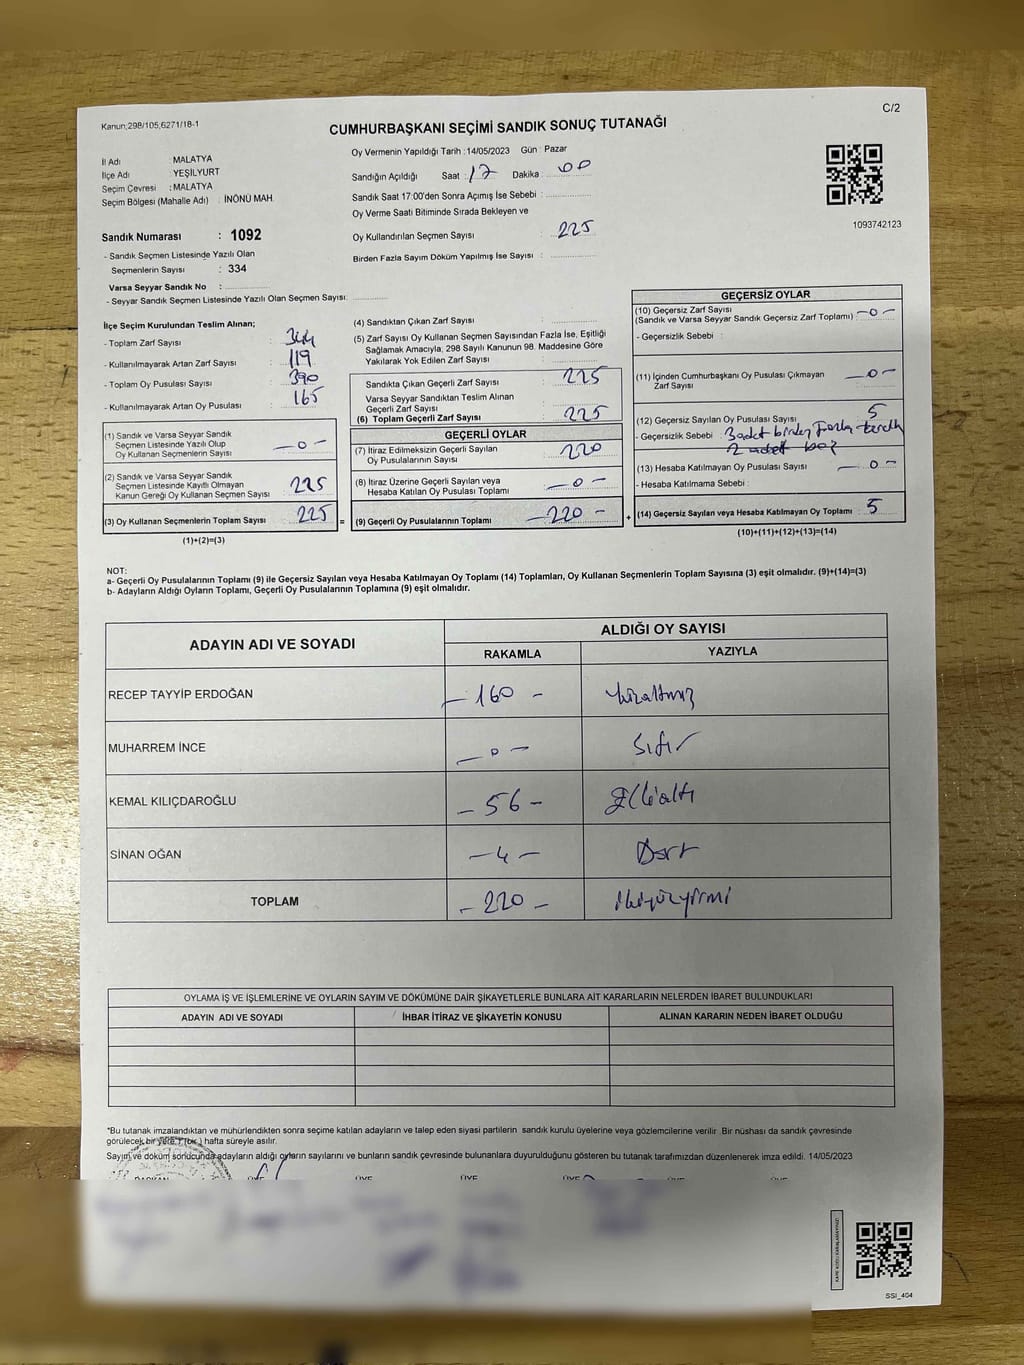 C/2
Kanun;298/105,6271/18-1
CUMHURBAŞKANI SEÇİMİ SANDIK SONUÇ TUTANAĞI
İl Adı : MALATYA
İlçe Adı : YEŞİLYURT
Seçim Çevresi : MALATYA
Seçim Bölgesi (Mahalle Adı) : İNÖNÜ MAH.
Sandık Numarası : 1092
- Sandık Seçmen Listesinde Yazılı Olan
Seçmenlerin Sayısı : 334
Varsa Seyyar Sandık No :
- Seyyar Sandık Seçmen Listesinde Yazılı Olan Seçmen Sayısı:
Oy Vermenin Yapıldığı Tarih :14/05/2023 Gün : Pazar
Sandığın Açıldığı Saat : 17 Dakika : 00
Sandık Saat 17:00'den Sonra Açımış İse Sebebi :
Oy Verme Saati Bitiminde Sırada Bekleyen ve
Oy Kullandırılan Seçmen Sayısı : 225
Birden Fazla Sayım Döküm Yapılmış İse Sayısı :
1093742123
İlçe Seçim Kurulundan Teslim Alınan;
- Toplam Zarf Sayısı : 344
- Kullanılmayarak Artan Zarf Sayısı : 119
- Toplam Oy Pusulası Sayısı : 390
- Kullanılmayarak Artan Oy Pusulası : 165
(1) Sandık ve Varsa Seyyar Sandık
Seçmen Listesinde Yazılı Olup
Oy Kullanan Seçmenlerin Sayısı : -0-
(2) Sandık ve Varsa Seyyar Sandık
Seçmen Listesinde Kayıtlı Olmayan
Kanun Gereği Oy Kullanan Seçmen Sayısı : 225
(3) Oy Kullanan Seçmenlerin Toplam Sayısı : 225 =
(1)+(2)=(3)
(4) Sandıktan Çıkan Zarf Sayısı :
(5) Zarf Sayısı Oy Kullanan Seçmen Sayısından Fazla İse, Eşitliği
Sağlamak Amacıyla, 298 Sayılı Kanunun 98. Maddesine Göre
Yakılarak Yok Edilen Zarf Sayısı :
Sandıkta Çıkan Geçerli Zarf Sayısı : 225
Varsa Seyyar Sandıktan Teslim Alınan
Geçerli Zarf Sayısı :
(6) Toplam Geçerli Zarf Sayısı : 225
GEÇERLİ OYLAR
(7) İtiraz Edilmeksizin Geçerli Sayılan
Oy Pusulasının Sayısı : 220
(8) İtiraz Üzerine Geçerli Sayılan veya
Hesaba Katılan Oy Pusulası Toplamı : -0-
(9) Geçerli Oy Pusulalarının Toplamı : -220- +
GEÇERSİZ OYLAR
(10) Geçersiz Zarf Sayısı
(Sandık ve Varsa Seyyar Sandık Geçersiz Zarf Toplamı) : -0-
- Geçersizlik Sebebi :
(11) İçinden Cumhurbaşkanı Oy Pusulası Çıkmayan
Zarf Sayısı : -0-
(12) Geçersiz Sayılan Oy Pusulası Sayısı : 5
- Geçersizlik Sebebi : 3 adet birden fazla tercih
2 adet boş
(13) Hesaba Katılmayan Oy Pusulası Sayısı : -0-
- Hesaba Katılmama Sebebi :
(14) Geçersiz Sayılan veya Hesaba Katılmayan Oy Toplamı : 5
(10)+(11)+(12)+(13)=(14)
NOT:
a- Geçerli Oy Pusulalarının Toplamı (9) ile Geçersiz Sayılan veya Hesaba Katılmayan Oy Toplamı (14) Toplamları, Oy Kullanan Seçmenlerin Toplam Sayısına (3) eşit olmalıdır. (9)+(14)=(3)
b- Adayların Aldığı Oyların Toplamı, Geçerli Oy Pusulalarının Toplamına (9) eşit olmalıdır.
ADAYIN ADI VE SOYADI
ALDIĞI OY SAYISI
RAKAMLA YAZIYLA
RECEP TAYYİP ERDOĞAN -160- Yüzaltmış
MUHARREM İNCE -0- Sıfır
KEMAL KILIÇDAROĞLU -56- Ellialtı
SİNAN OĞAN -4- Dört
TOPLAM -220- ikiyüzyirmi
OYLAMA İŞ VE İŞLEMLERİNE VE OYLARIN SAYIM VE DÖKÜMÜNE DAİR ŞİKAYETLERLE BUNLARA AİT KARARLARIN NELERDEN İBARET BULUNDUKLARI
ADAYIN ADI VE SOYADI İHBAR İTİRAZ VE ŞİKAYETİN KONUSU ALINAN KARARIN NEDEN İBARET OLDUĞU
*Bu tutanak imzalandıktan ve mühürlendikten sonra seçime katılan adayların ve talep eden siyasi partilerin sandık kurulu üyelerine veya gözlemcilerine verilir .Bir nüshası da sandık çevresinde
görülecek bir yere 1 (bir ) hafta süreyle asılır.
Sayım ve döküm sonucunda adayların aldığı oyların sayılarını ve bunların sandık çevresinde bulunanlara duyurulduğunu gösteren bu tutanak tarafımızdan düzenlenerek imza edildi. 14/05/2023
BAŞKAN ÜYE ÜYE ÜYE ÜYE ÜYE ÜYE
SSI_404